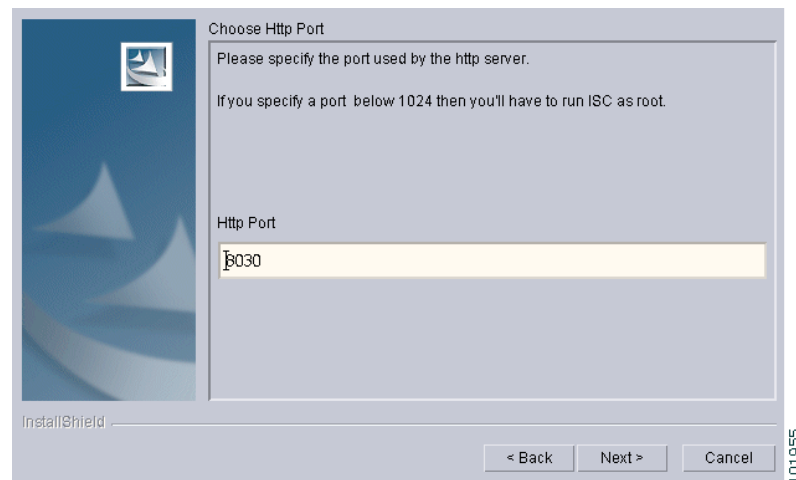 Choose Http Port
Please specify the port used by the http server.
If you specify a port below 1024 then you'll have to run ISC as root.
Http Port
8030
InstallShield
< Back
Next >
Cancel
101955